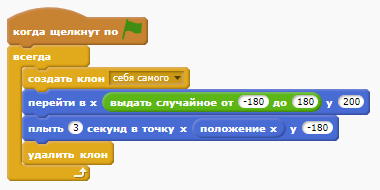 когда щелкнут по
всегда
создать клон себя самого
перейти в x выдать случайное от -180 до 180 y 200
плыть 3 секунд в точку x положение x y -180
удалить клон